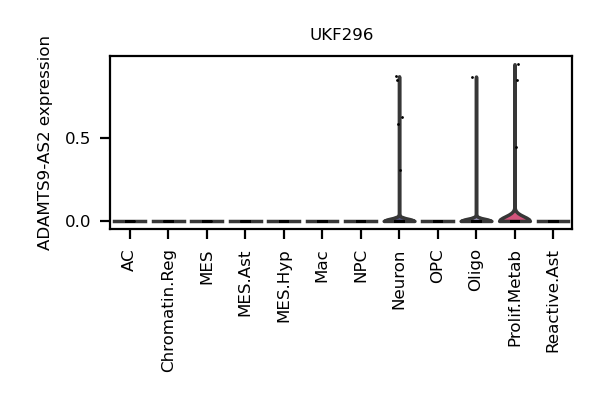 UKF296
ADAMTS9-AS2 expression
0.5
0.0
AC
Chromatin.Reg
MES
MES.Ast
MES.Hyp
Mac
NPC
Neuron
OPC
Oligo
Prolif.Metab
Reactive.Ast